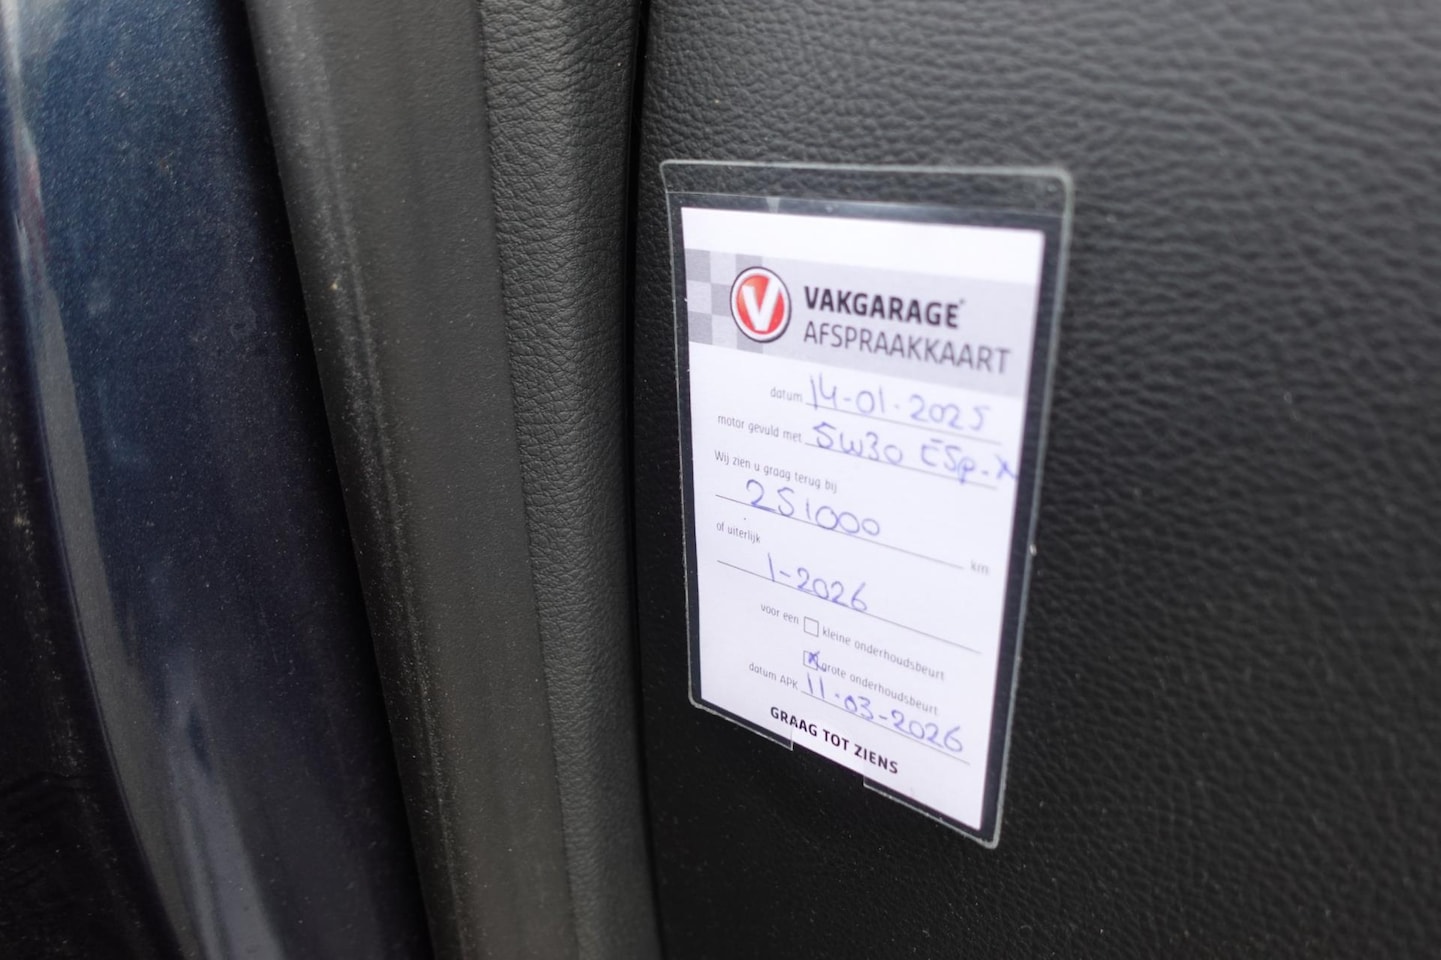 V VAKGARAGE®
AFSPRAAKKAART
datum 14-01-2025
motor gevuld met 5W30 ESp-
Wij zien u graag terug bij
251000 km
of uiterlijk
1-2026
voor een kleine onderhoudsbeurt
grote onderhoudsbeurt
datum APK 11-03-2026
GRAAG TOT ZIENS